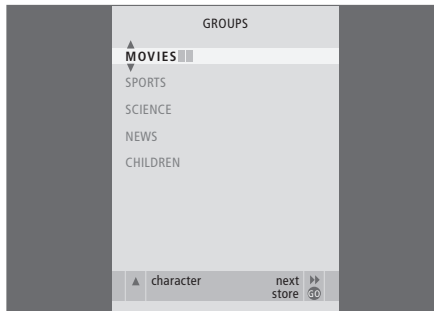 GROUPS
MOVIES
SPORTS
SCIENCE
NEWS
CHILDREN
character next
store GO